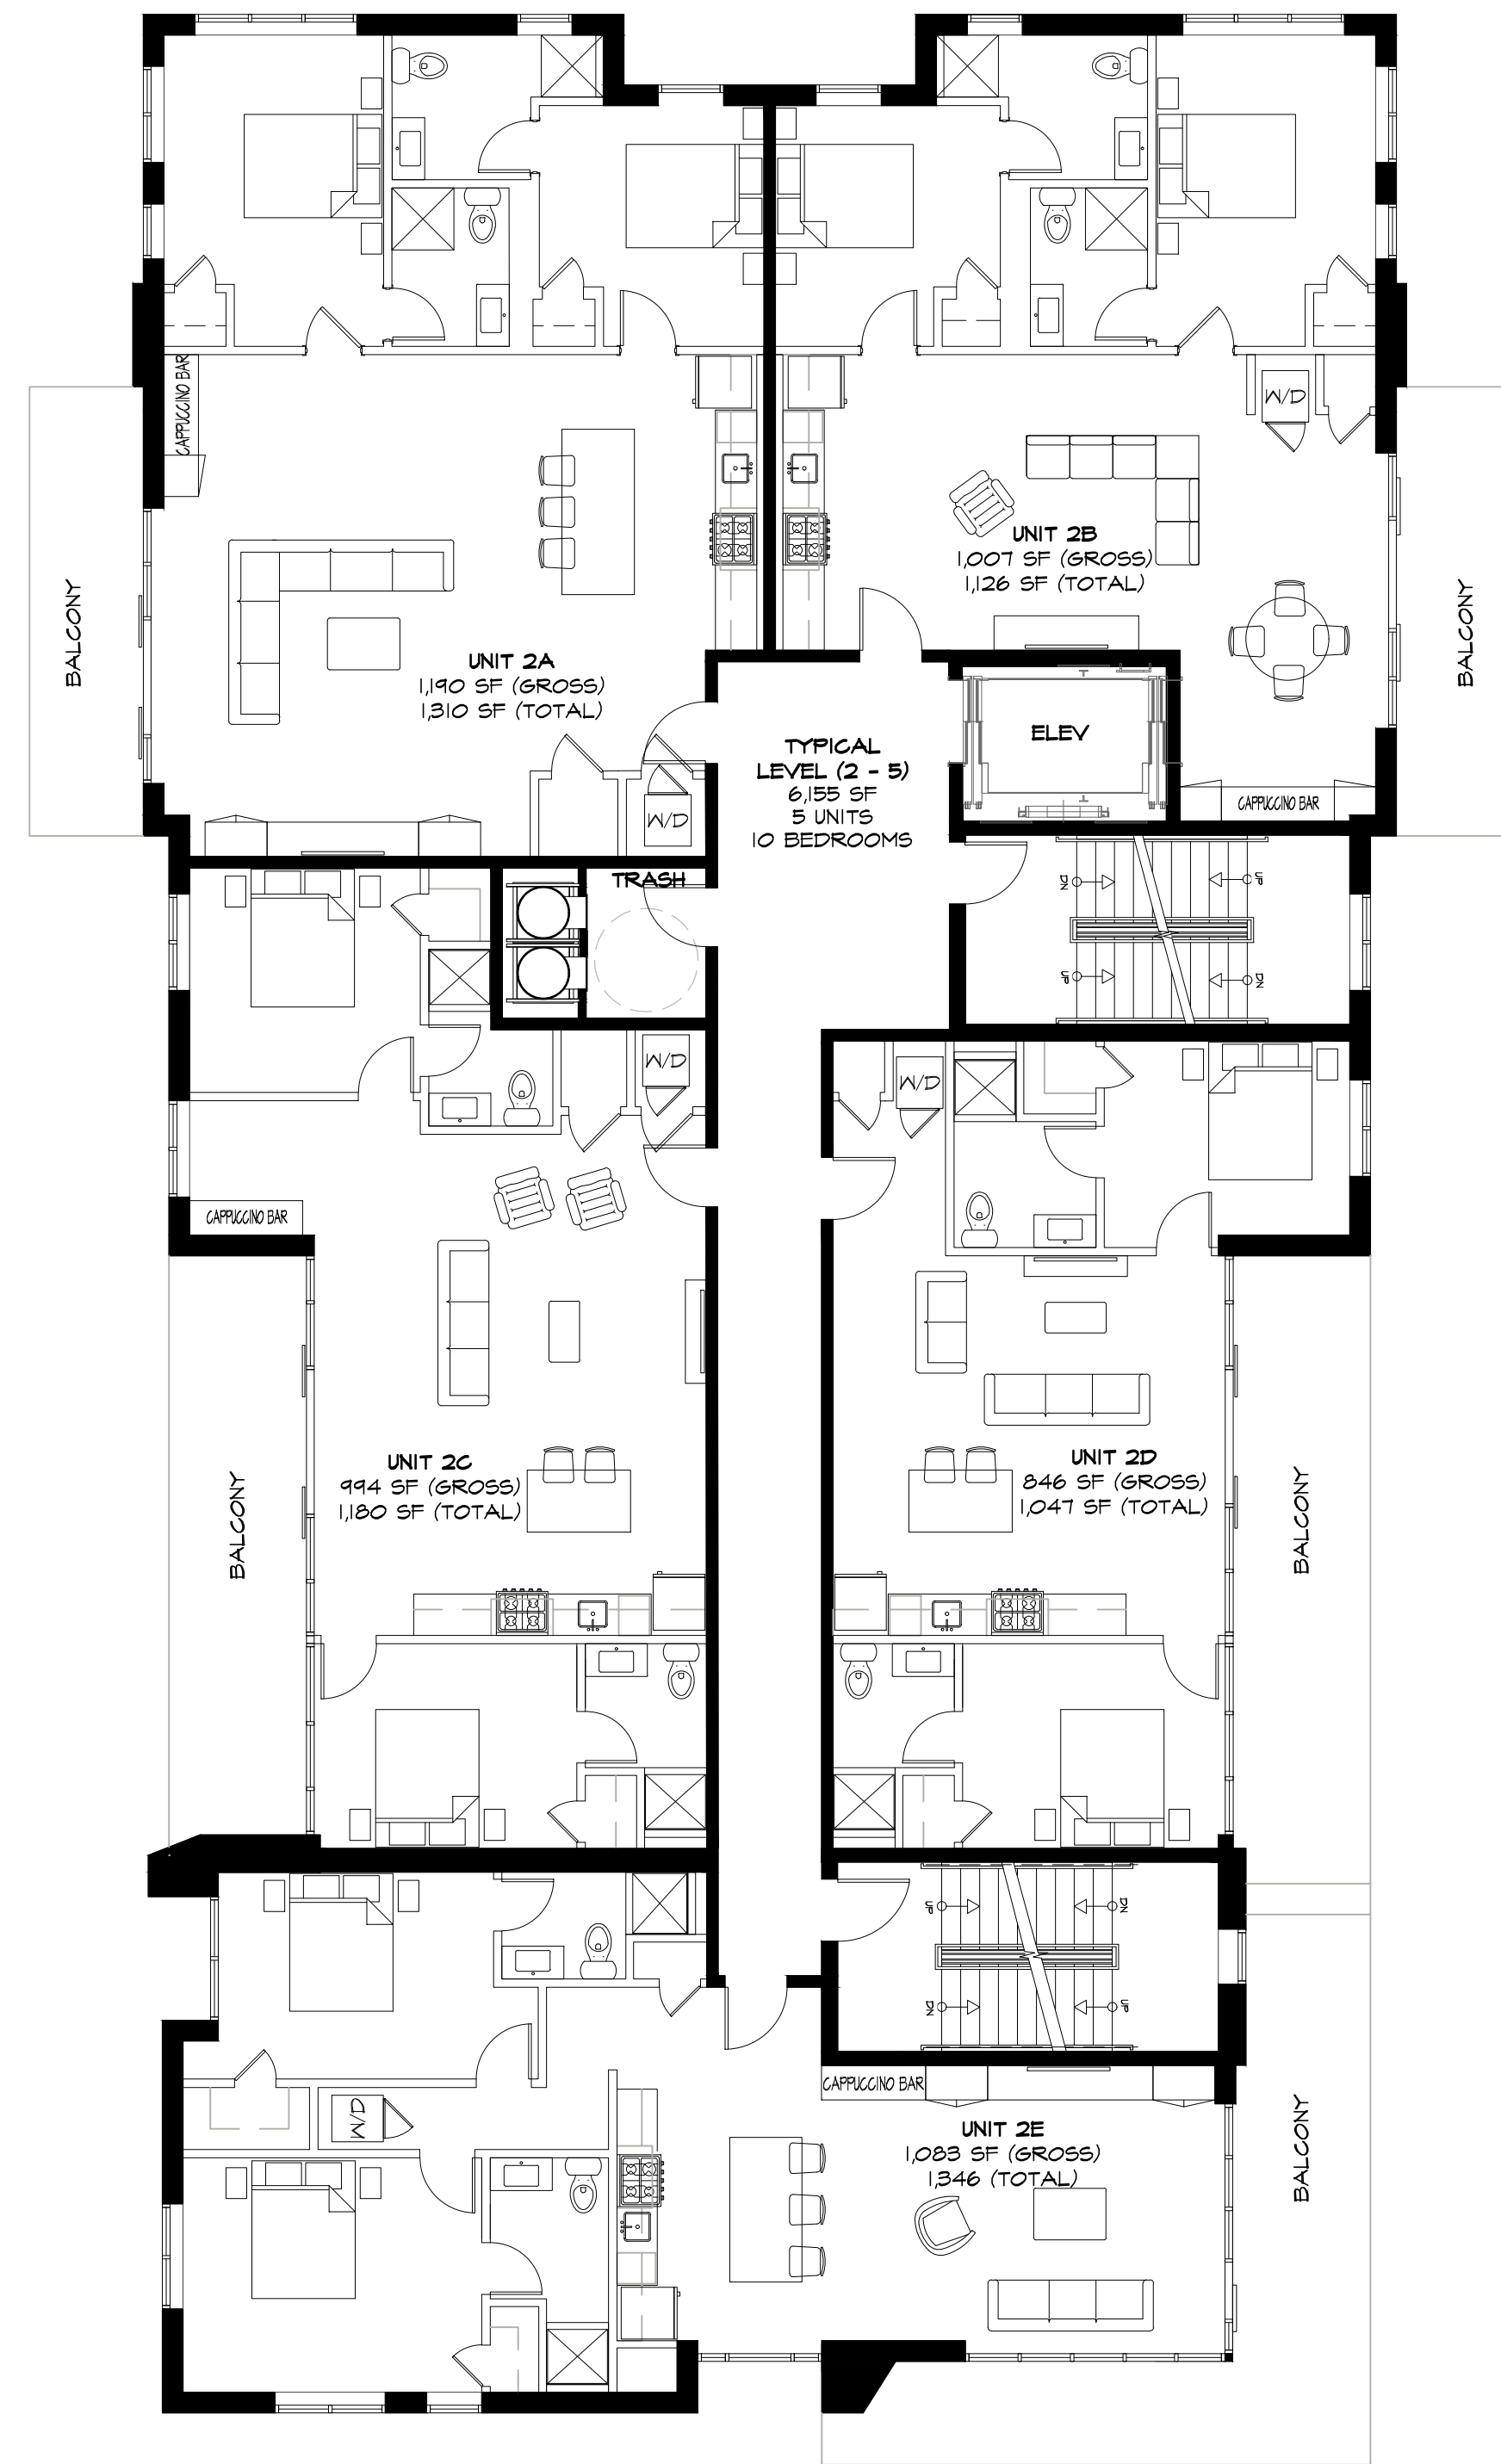 CAPPUCCINO BAR
W/D
UNIT 2B
1,007 SF (GROSS)
1,126 SF (TOTAL)
BALCONY
BALCONY
UNIT 2A
1,190 SF (GROSS)
1,310 SF (TOTAL)
ELEV
TYPICAL
LEVEL (2 - 5)
6,155 SF
5 UNITS
10 BEDROOMS
W/D
CAPPUCCINO BAR
TRASH
DN
UP
UP
DN
W/D
W/D
CAPPUCCINO BAR
UNIT 2C
994 SF (GROSS)
1,180 SF (TOTAL)
UNIT 2D
846 SF (GROSS)
1,047 SF (TOTAL)
BALCONY
BALCONY
UP
DN
DN
UP
CAPPUCCINO BAR
W/D
UNIT 2E
1,083 SF (GROSS)
1,346 (TOTAL)
BALCONY